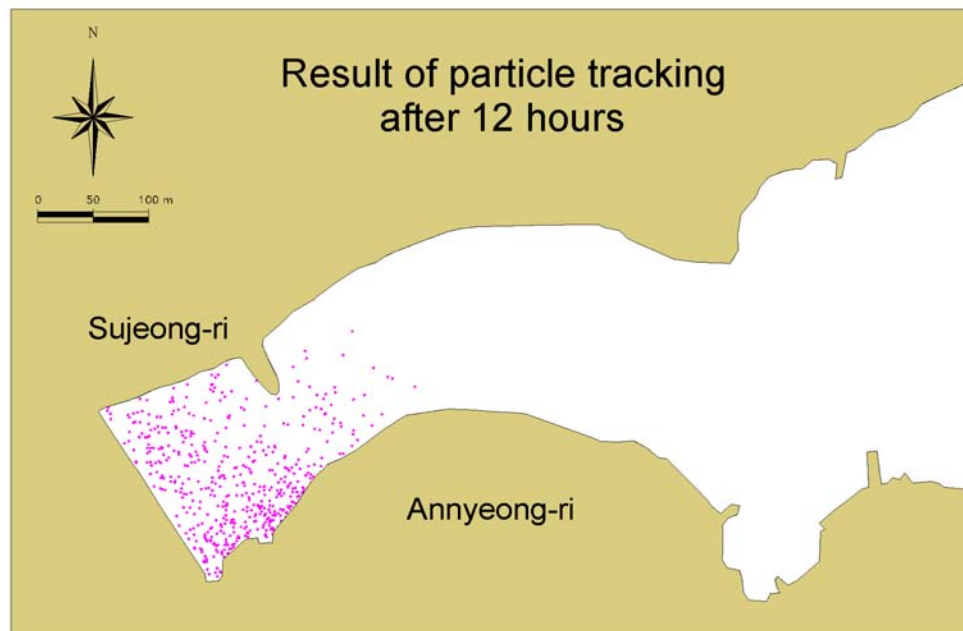 N
Result of particle tracking
after 12 hours
0 50 100 m
Sujeong-ri
Annyeong-ri